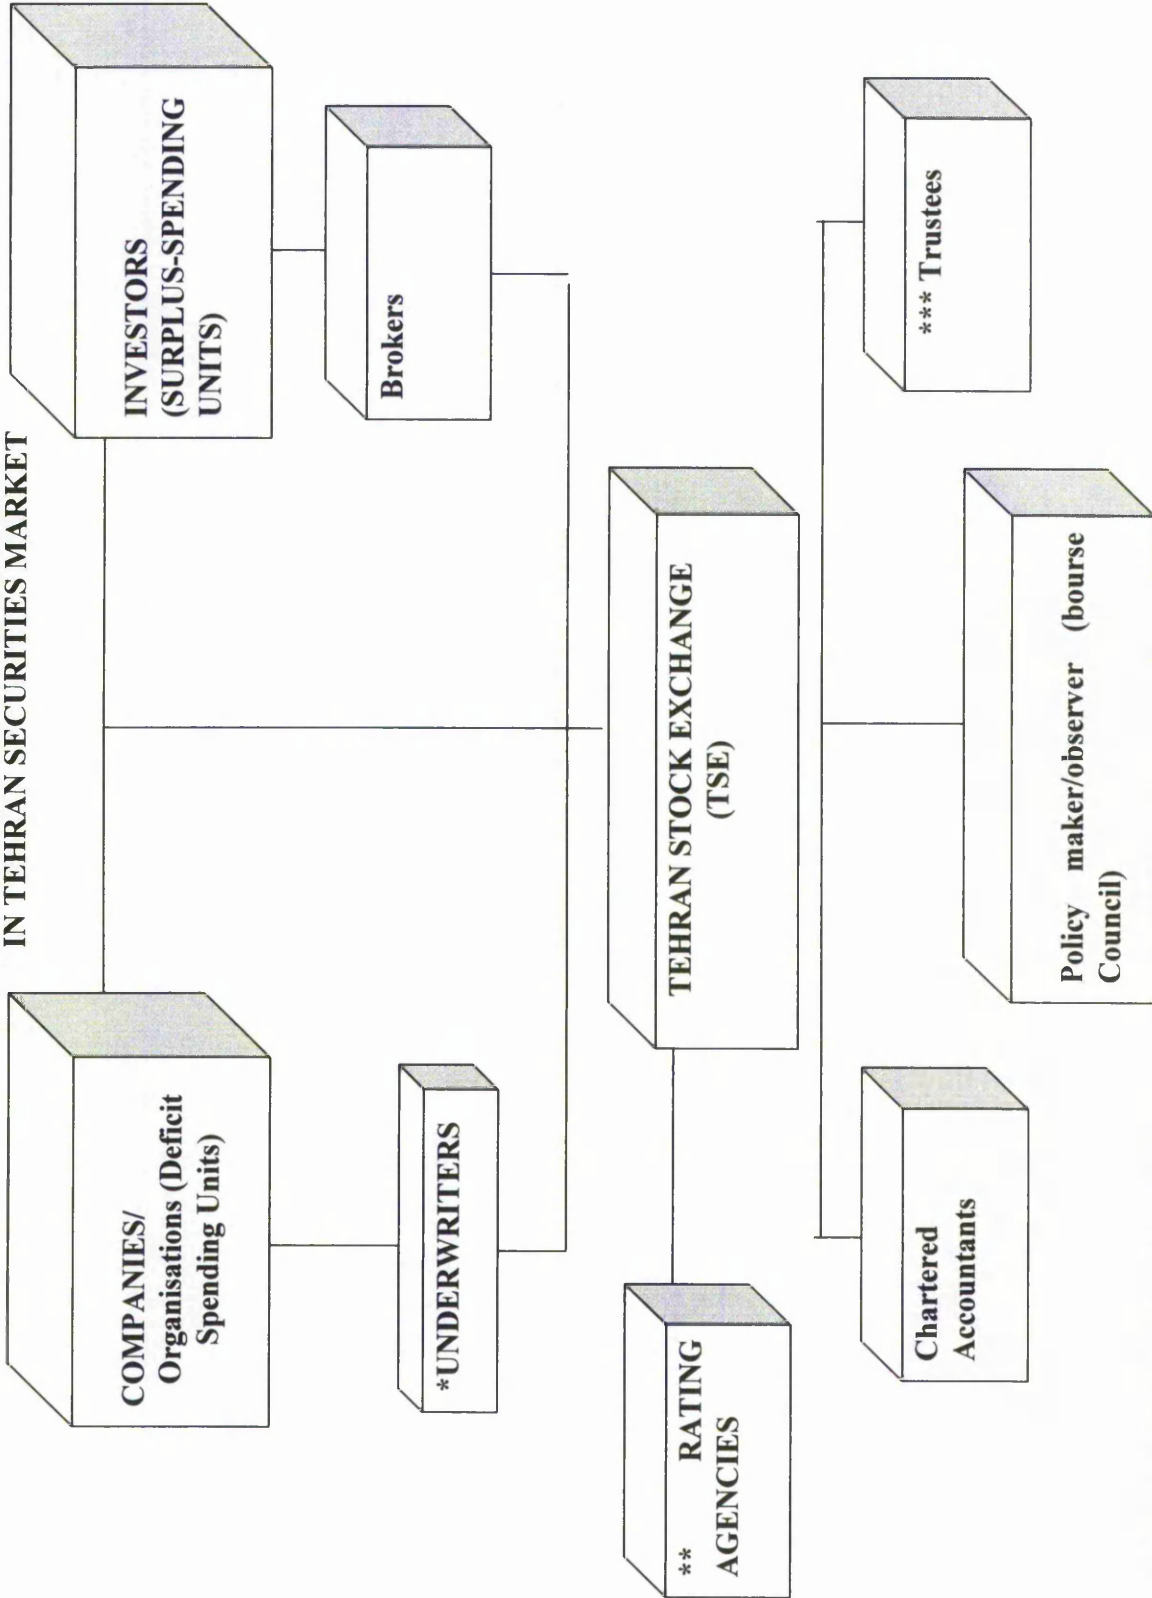 IN TEHRAN SECURITIES MARKET
COMPANIES/
Organisations (Deficit
Spending Units)
INVESTORS
(SURPLUS-SPENDING
UNITS)
*UNDERWRITERS
Brokers
** RATING
AGENCIES
TEHRAN STOCK EXCHANGE
(TSE)
Chartered
Accountants
Policy maker/observer (bourse
Council)
*** Trustees